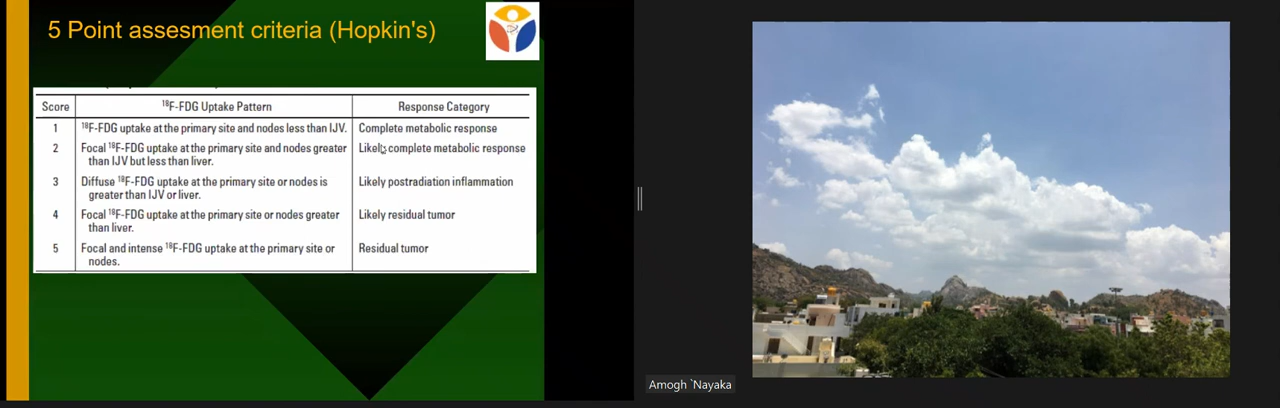 5 Point assesment criteria (Hopkin's)
Score ¹⁸F-FDG Uptake Pattern Response Category
1 ¹⁸F-FDG uptake at the primary site and nodes less than IJV. Complete metabolic response
2 Focal ¹⁸F-FDG uptake at the primary site and nodes greater Likely complete metabolic response
than IJV but less than liver.
3 Diffuse ¹⁸F-FDG uptake at the primary site or nodes is Likely postradiation inflammation
greater than IJV or liver.
4 Focal ¹⁸F-FDG uptake at the primary site or nodes greater Likely residual tumor
than liver.
5 Focal and intense ¹⁸F-FDG uptake at the primary site or Residual tumor
nodes.
Amogh `Nayaka